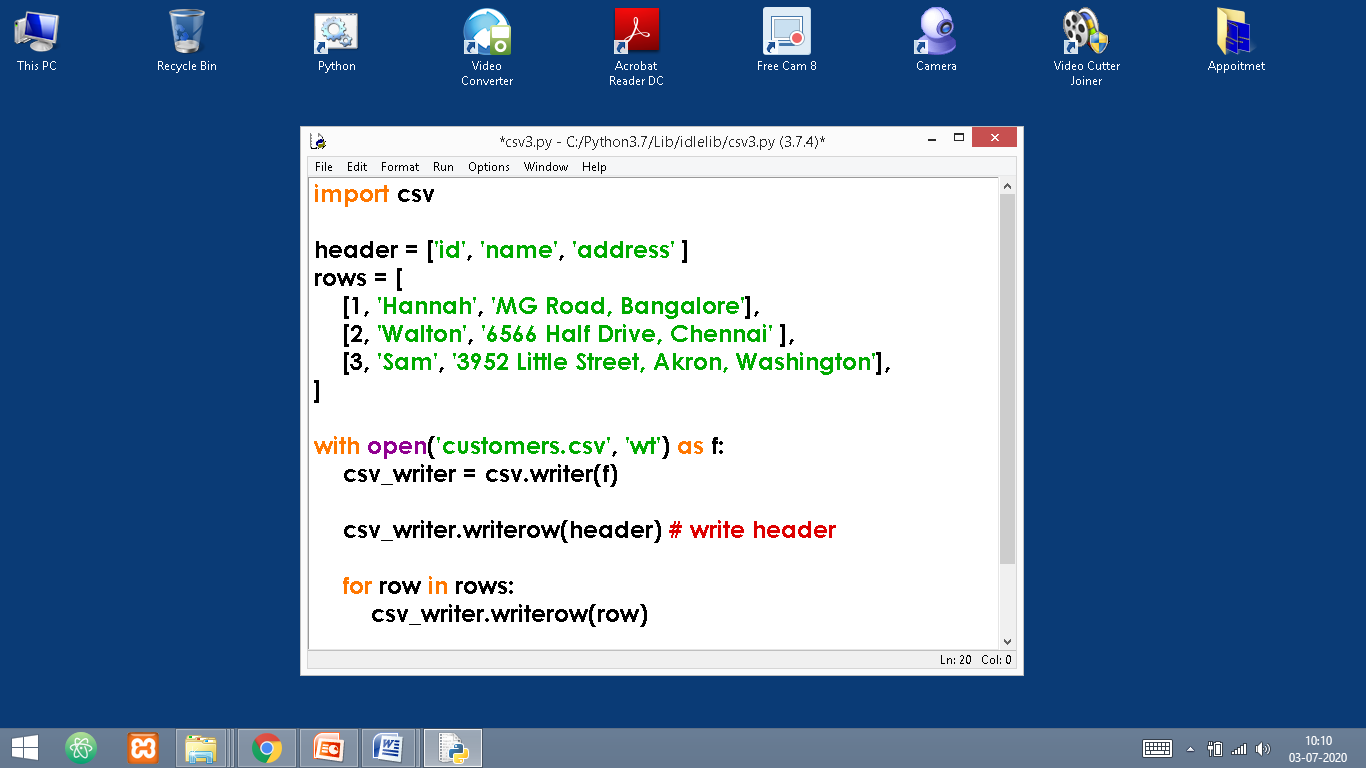 This PC
Recycle Bin
Python
Video
Converter
Acrobat
Reader DC
Free Cam 8
Camera
Video Cutter
Joiner
Appoitmet
*csv3.py - C:/Python3.7/Lib/idlelib/csv3.py (3.7.4)*
File Edit Format Run Options Window Help
import csv
header = ['id', 'name', 'address' ]
rows = [
[1, 'Hannah', 'MG Road, Bangalore'],
[2, 'Walton', '6566 Half Drive, Chennai' ],
[3, 'Sam', '3952 Little Street, Akron, Washington'],
]
with open('customers.csv', 'wt') as f:
csv_writer = csv.writer(f)
csv_writer.writerow(header) # write header
for row in rows:
csv_writer.writerow(row)
Ln: 20 Col: 0
10:10
03-07-2020